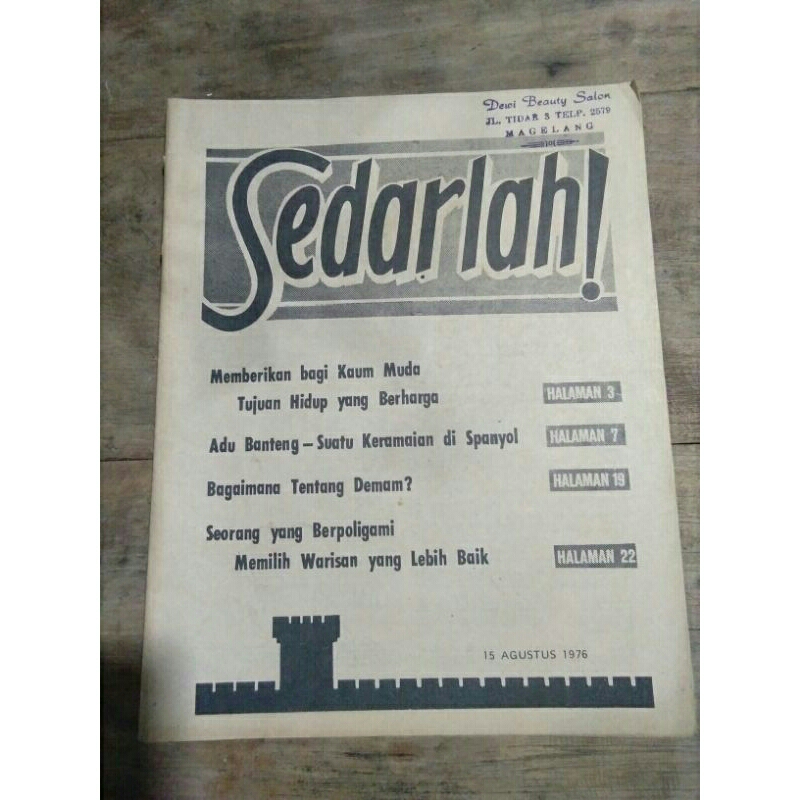 Dewi Beauty Salon
JL. TIDAR 3 TELP. 2579
MAGELANG
Sedarlah!
Memberikan bagi Kaum Muda
Tujuan Hidup yang Berharga HALAMAN 3
Adu Banteng – Suatu Keramaian di Spanyol HALAMAN 7
Bagaimana Tentang Demam? HALAMAN 19
Seorang yang Berpoligami
Memilih Warisan yang Lebih Baik HALAMAN 22
15 AGUSTUS 1976